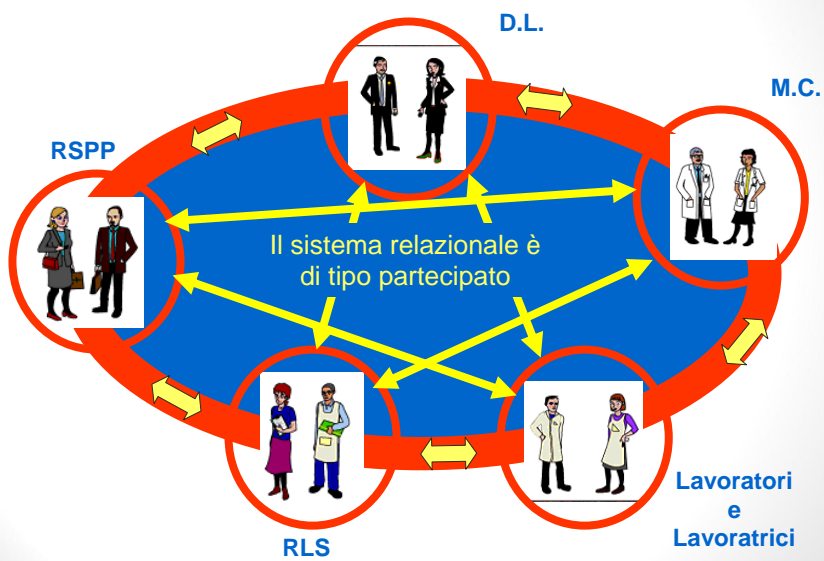 D.L.
M.C.
RSPP
Il sistema relazionale è
di tipo partecipato
Lavoratori
e
Lavoratrici
RLS